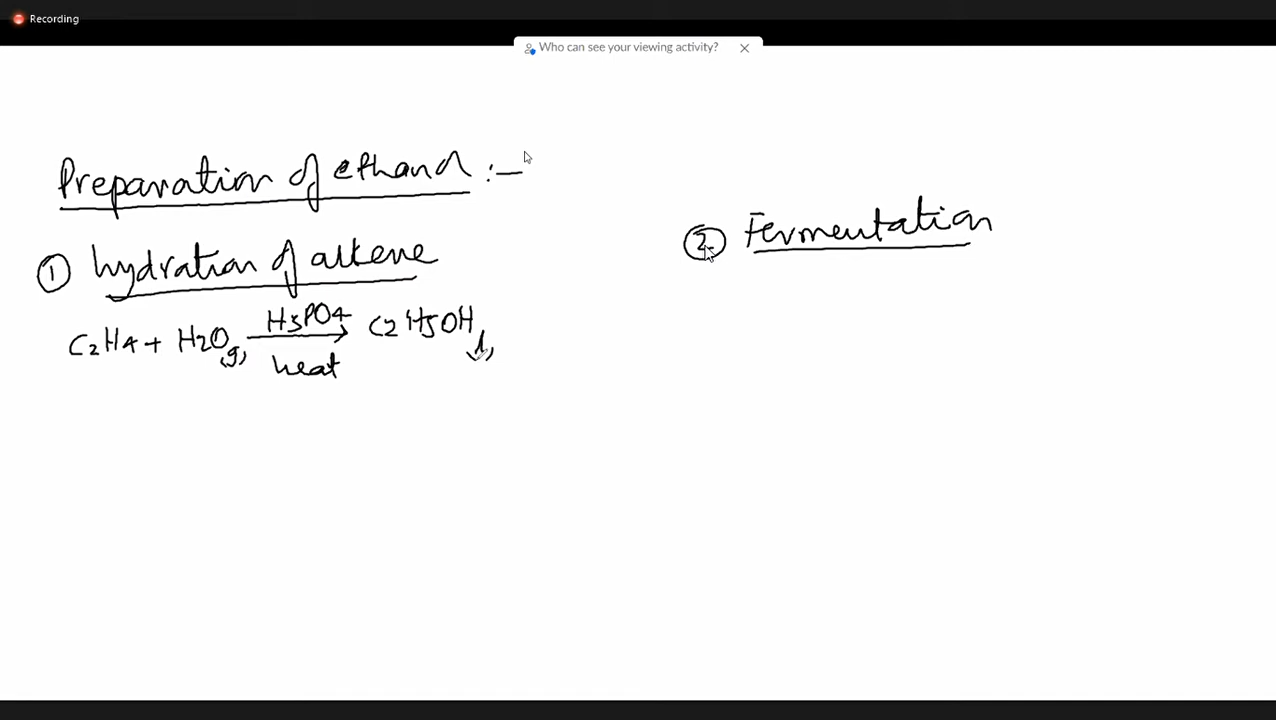 Recording
Who can see your viewing activity?
Preparation of ethanol :-
① hydration of alkene
C2H4 + H2O(g) H3PO4 heat C2H5OH(l)
② Fermentation